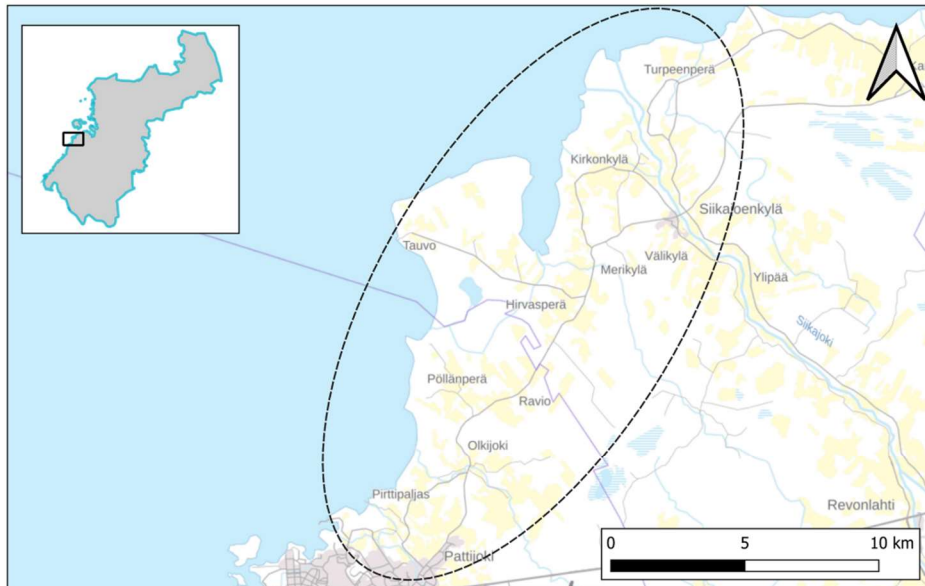 Turpeenperä
Ka
Kirkonkylä
Siikajoenkylä
Tauvo
Välikylä
Merikylä
Ylipää
Hirvasperä
Siikajoki
Pöllänperä
Ravio
Olkijoki
Pirttipaljas
Revonlahti
Pattijoki
0 5 10 km